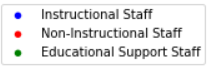 Instructional Staff
Non-Instructional Staff
Educational Support Staff